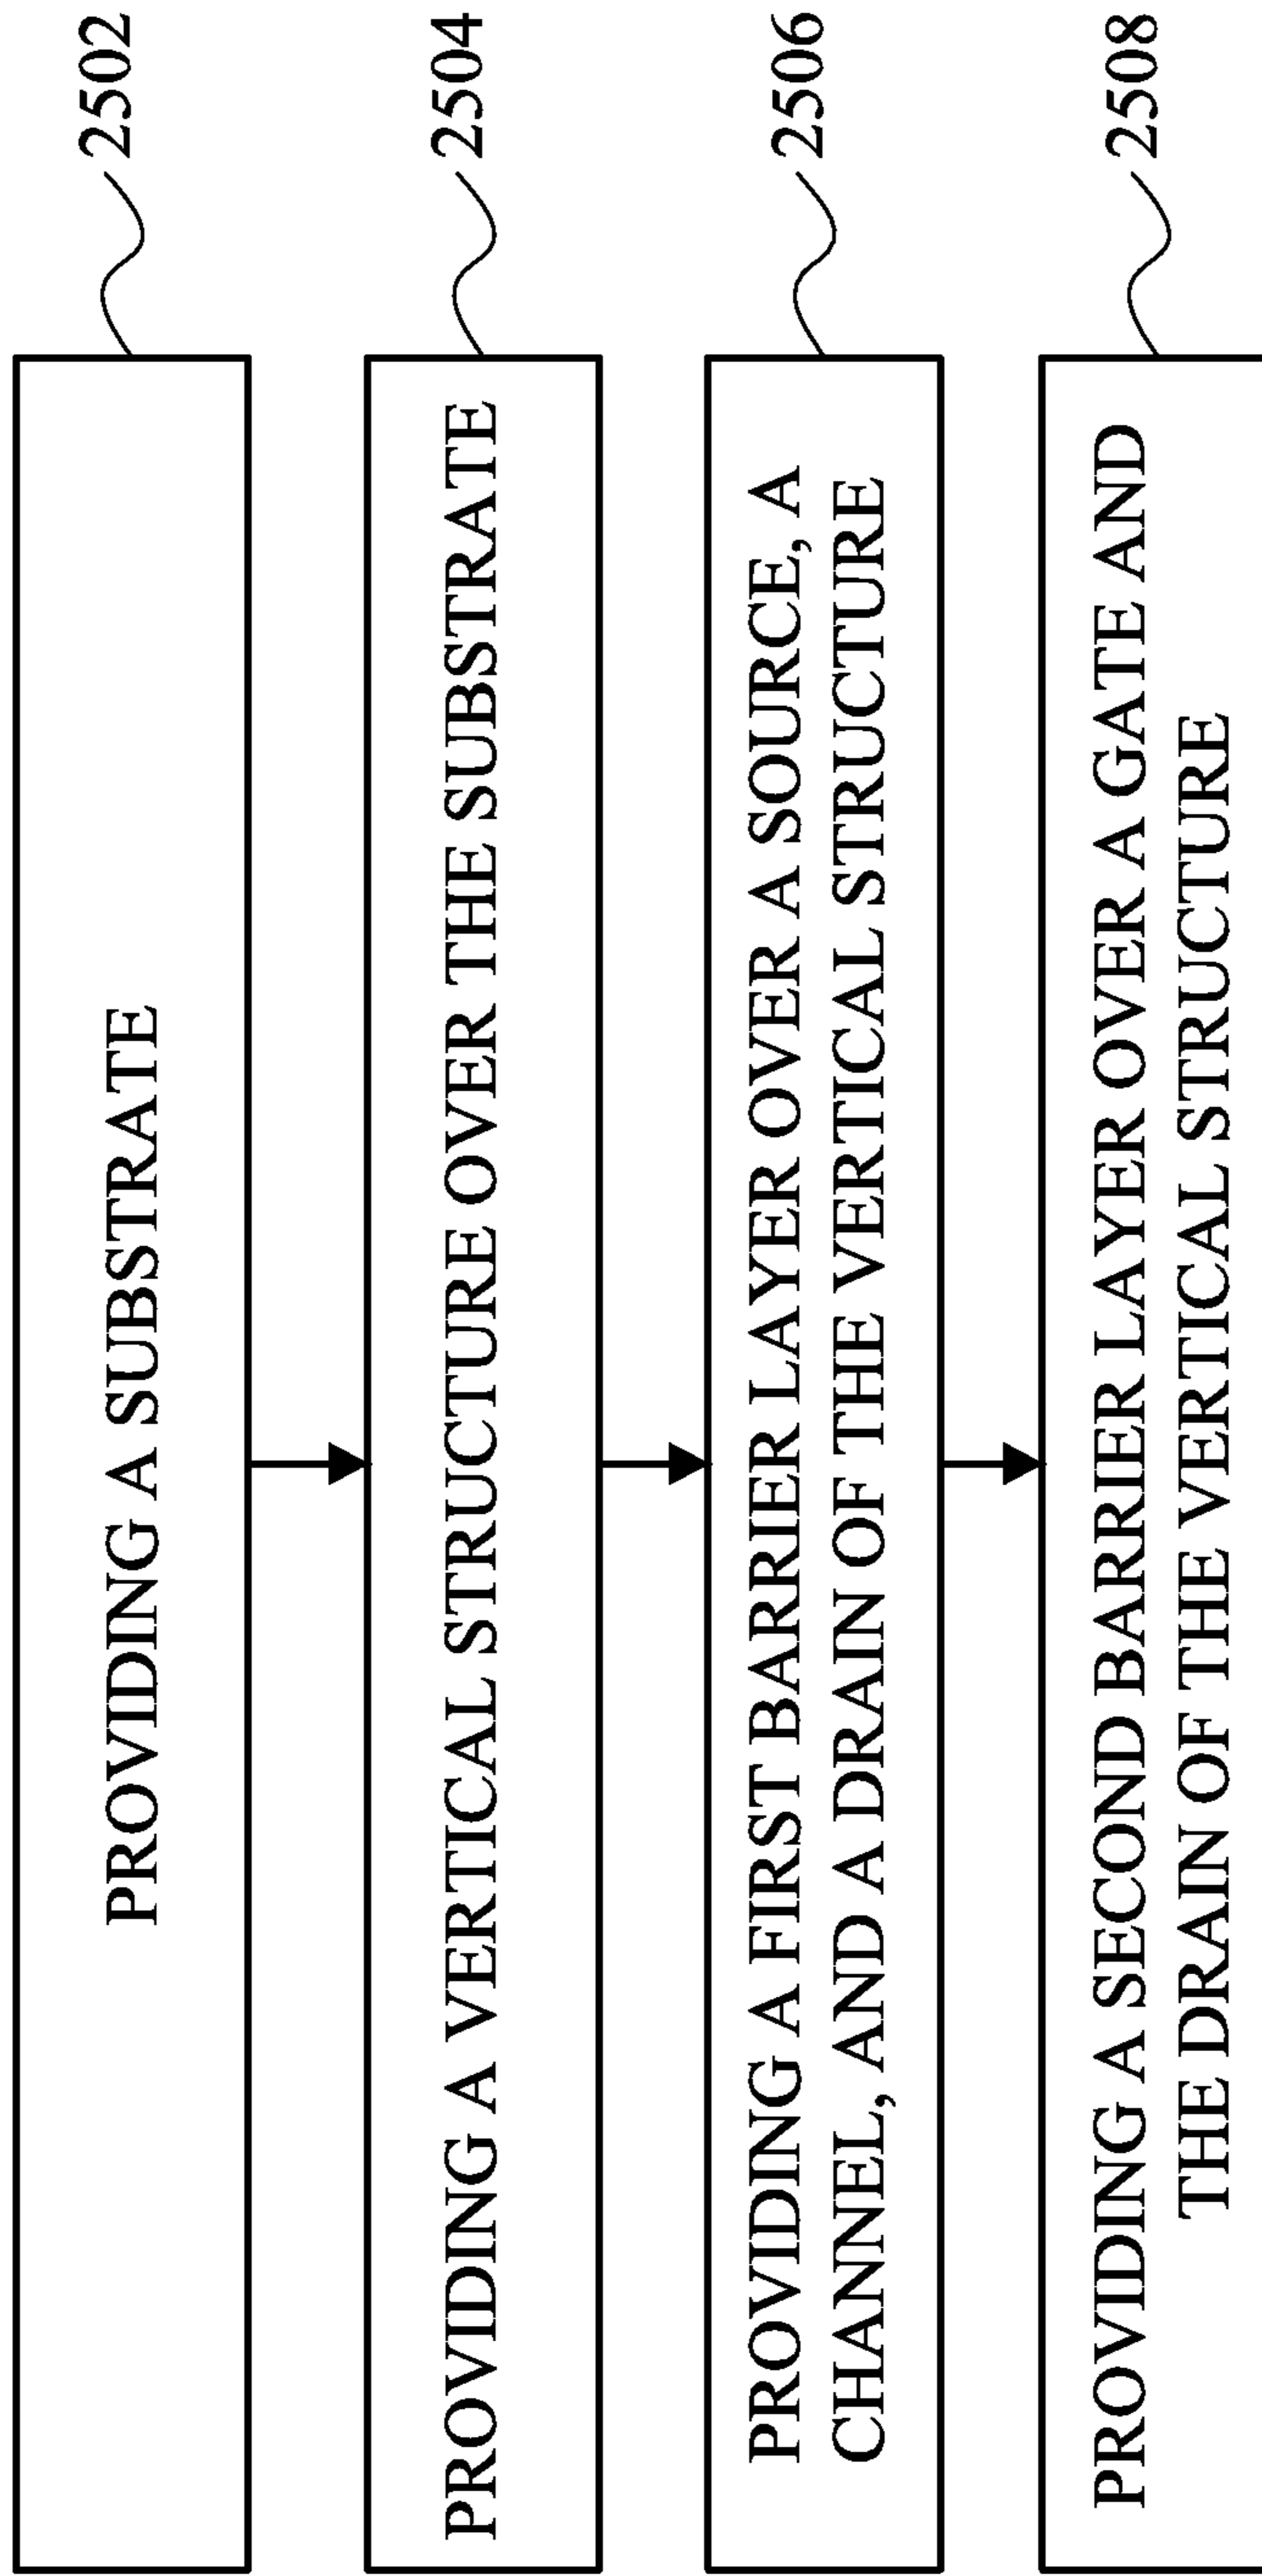 PROVIDING A SUBSTRATE
2502
PROVIDING A VERTICAL STRUCTURE OVER THE SUBSTRATE
2504
PROVIDING A FIRST BARRIER LAYER OVER A SOURCE, A
CHANNEL, AND A DRAIN OF THE VERTICAL STRUCTURE
2506
PROVIDING A SECOND BARRIER LAYER OVER A GATE AND
THE DRAIN OF THE VERTICAL STRUCTURE
2508